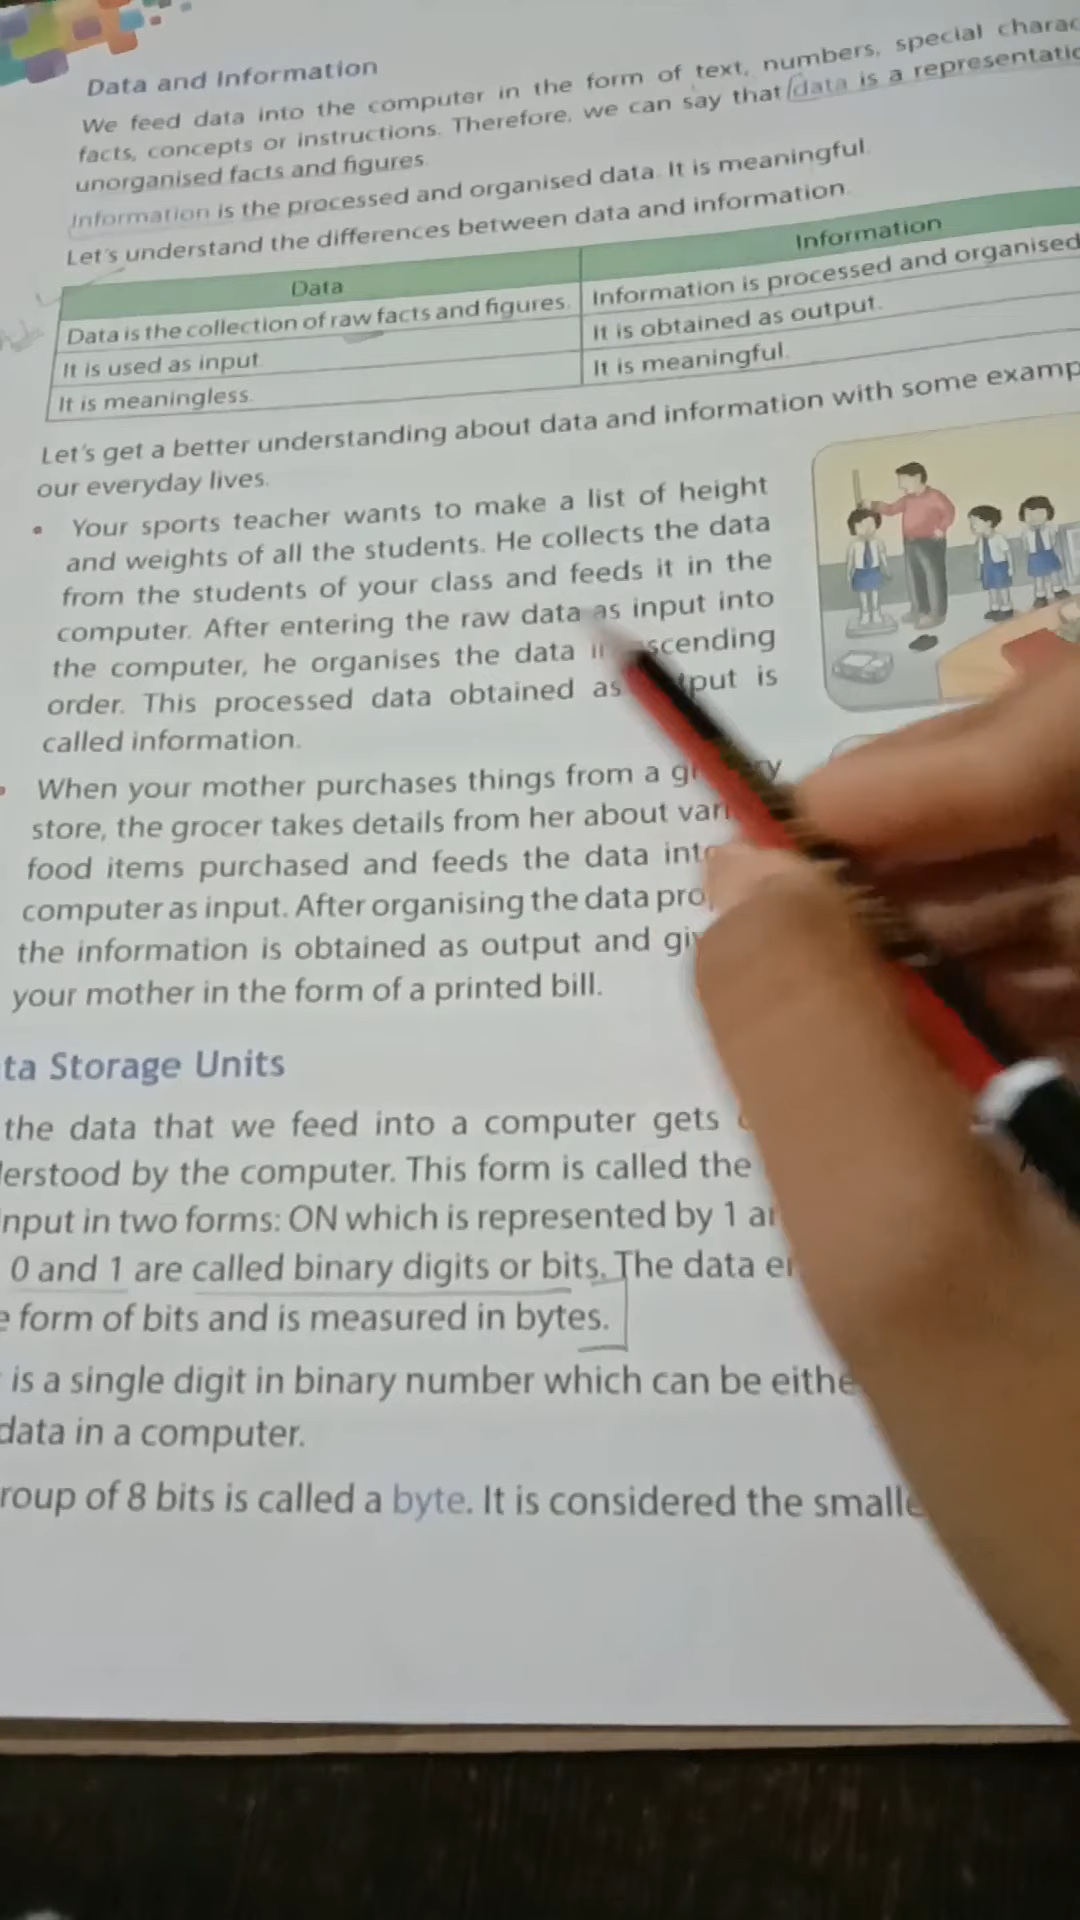 Data and Information
We feed data into the computer in the form of text, numbers, special charac
facts, concepts or instructions. Therefore, we can say that data is a representatio
unorganised facts and figures.
Information is the processed and organised data. It is meaningful.
Let's understand the differences between data and information.
Data Information
Data is the collection of raw facts and figures. Information is processed and organised
It is used as input. It is obtained as output.
It is meaningless. It is meaningful.
Let's get a better understanding about data and information with some examp
our everyday lives.
• Your sports teacher wants to make a list of height
and weights of all the students. He collects the data
from the students of your class and feeds it in the
computer. After entering the raw data as input into
the computer, he organises the data scending
order. This processed data obtained as tput is
called information.
• When your mother purchases things from a
store, the grocer takes details from her about vari
food items purchased and feeds the data into
computer as input. After organising the data pro
the information is obtained as output and giv
your mother in the form of a printed bill.
ta Storage Units
the data that we feed into a computer gets
erstood by the computer. This form is called the
nput in two forms: ON which is represented by 1 an
0 and 1 are called binary digits or bits. The data en
e form of bits and is measured in bytes.
is a single digit in binary number which can be eithe
data in a computer.
roup of 8 bits is called a byte. It is considered the smalle